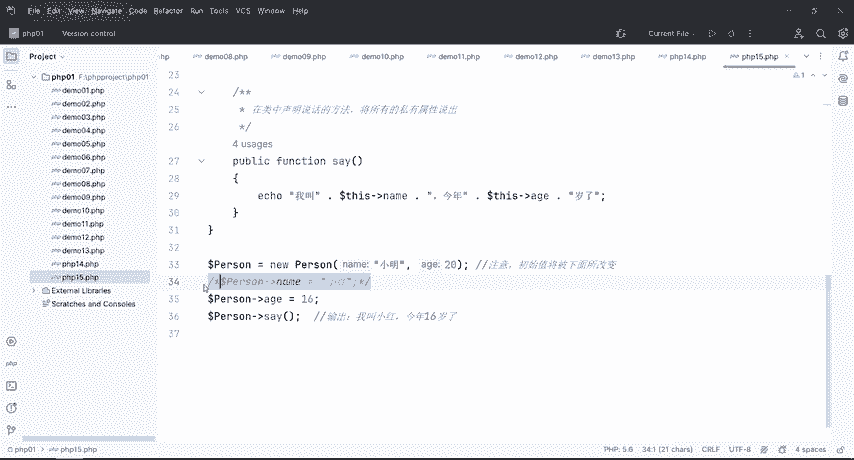 File Edit View Navigate Code Refactor Run Tools VCS Window Help
php01 Version control Current File
Project
hp demo08.php demo09.php demo10.php demo11.php demo12.php demo13.php php14.php php15.php
php01 F:\phpproject\php01
demo01.php
demo02.php
demo03.php
demo04.php
demo05.php
demo06.php
demo07.php
demo08.php
demo09.php
demo10.php
demo11.php
demo12.php
demo13.php
php14.php
php15.php
External Libraries
Scratches and Consoles
1
23
24 /**
25 * 在类中声明说话的方法，将所有的私有属性说出
26 */
4 usages
27 public function say()
28 {
29 echo "我叫" . $this->name . "，今年" . $this->age . "岁了";
30 }
31 }
32
33 $Person = new Person( name: "小明", age: 20); //注意，初始值将被下面所改变
34 /*$Person->name = "小红";*/
35 $Person->age = 16;
36 $Person->say(); //输出：我叫小红，今年16岁了
37
php01 > php15.php PHP: 5.6 34:1 (21 chars) CRLF UTF-8 4 spaces